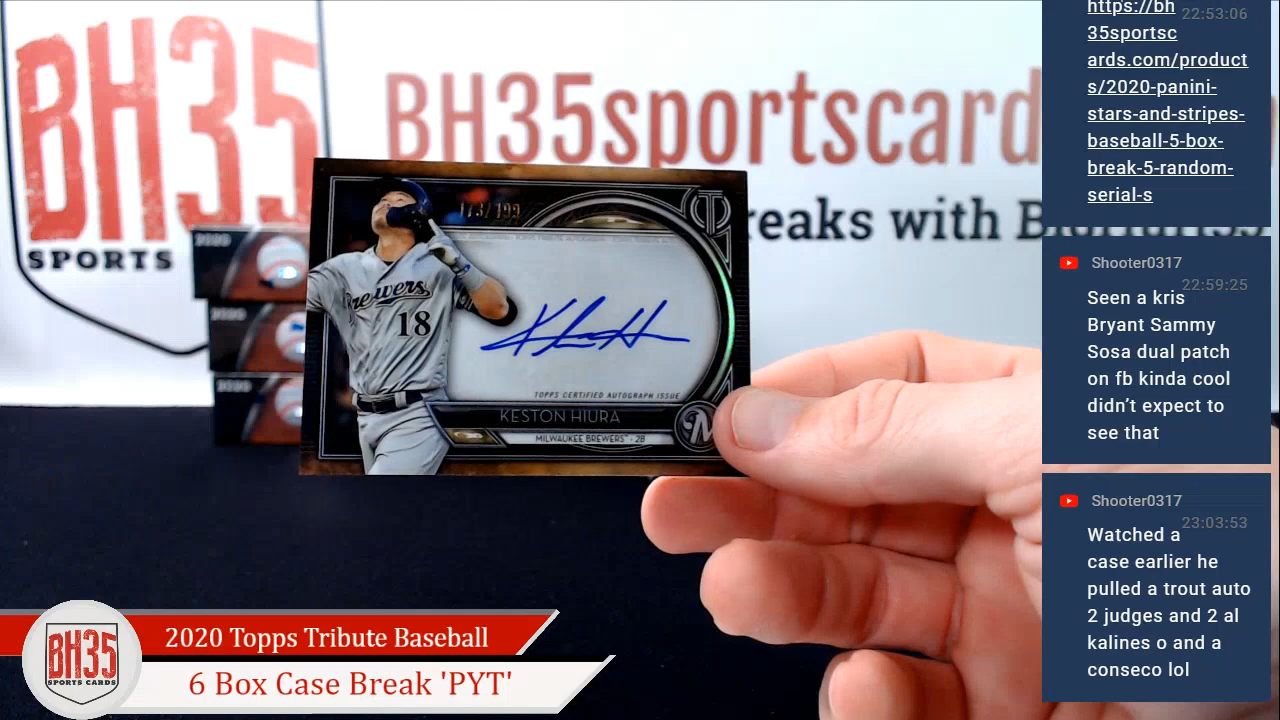 BH35
SPORTS
BH35sportscard
reaks with B
2020
2020
Brewers
18
TOPPS CERTIFIED AUTOGRAPH ISSUE
KESTON HIURA
MILWAUKEE BREWERS™ • 2B
M
BH35
SPORTS CARDS
2020 Topps Tribute Baseball
6 Box Case Break 'PYT'
https://bh
22:53:06
35sportsc
ards.com/product
s/2020-panini-
stars-and-stripes-
baseball-5-box-
break-5-random-
serial-s
Shooter0317
22:59:25
Seen a kris
Bryant Sammy
Sosa dual patch
on fb kinda cool
didn't expect to
see that
Shooter0317
23:03:53
Watched a
case earlier he
pulled a trout auto
2 judges and 2 al
kalines o and a
conseco lol